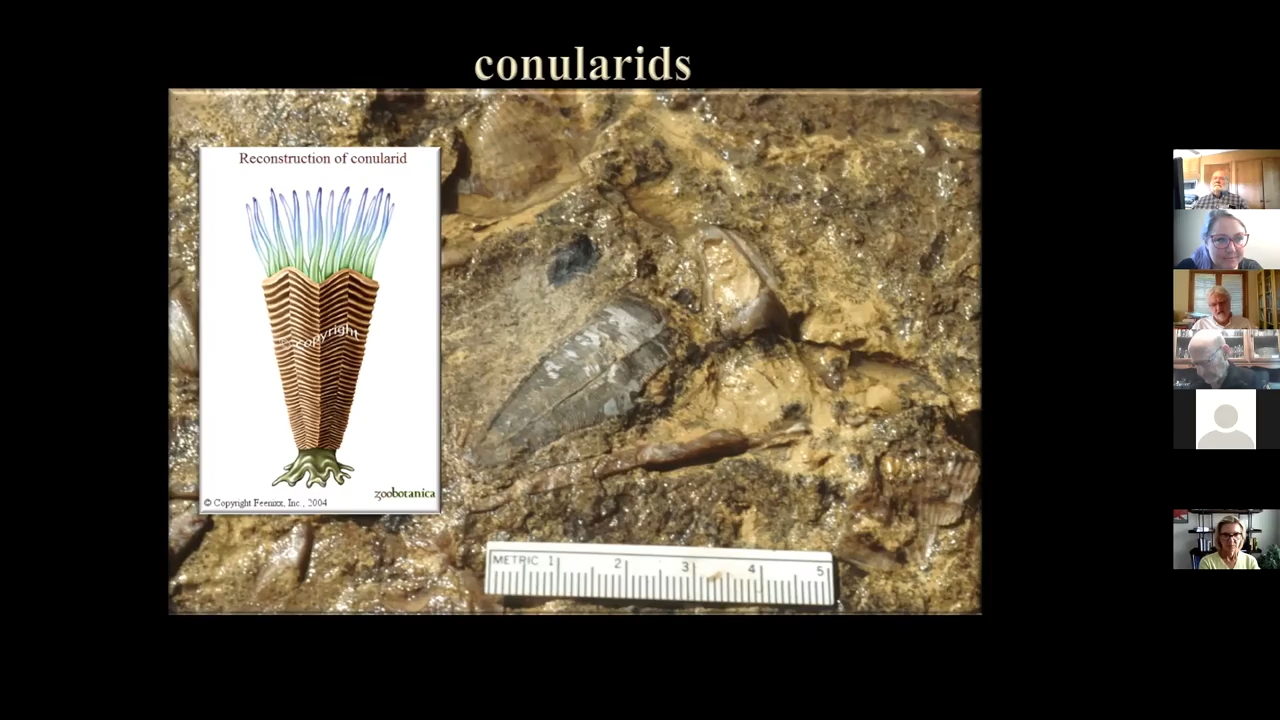 conularids
Reconstruction of conularid
copyright
zoobotanica
© Copyright Feenixx, Inc., 2004
METRIC 1 2 3 4 5